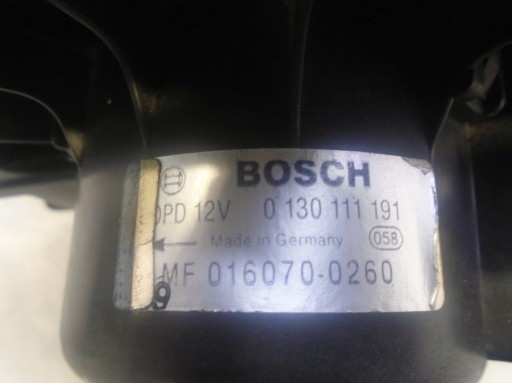 BOSCH
DPD 12V 0 130 111 191
Made in Germany 058
MF 016070-0260
9